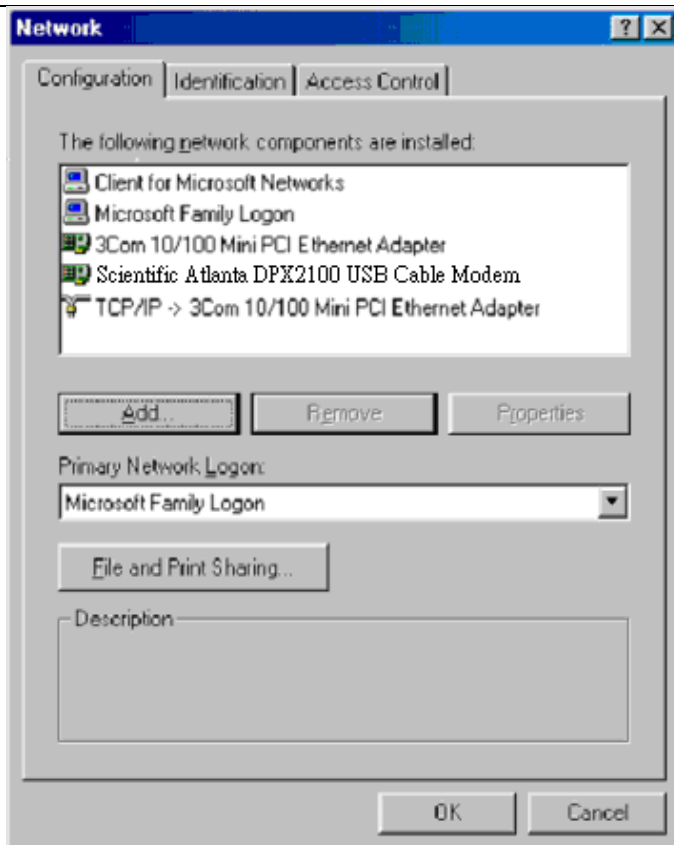 Network
Configuration Identification Access Control
The following network components are installed:
Client for Microsoft Networks
Microsoft Family Logon
3Com 10/100 Mini PCI Ethernet Adapter
Scientific Atlanta DPX2100 USB Cable Modem
TCP/IP -> 3Com 10/100 Mini PCI Ethernet Adapter
Add... Remove Properties
Primary Network Logon:
Microsoft Family Logon
File and Print Sharing...
Description
OK Cancel